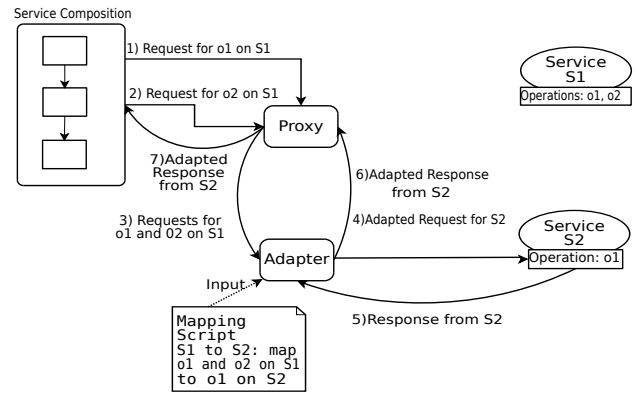 Service Composition
1) Request for o1 on S1
2) Request for o2 on S1
Service
S1
Operations: o1, o2
Proxy
7)Adapted
Response
from S2
6)Adapted Response
from S2
3) Requests for
o1 and 02 on S1
4)Adapted Request for S2
Service
S2
Operation: o1
Adapter
Input
5)Response from S2
Mapping
Script
S1 to S2: map
o1 and o2 on S1
to o1 on S2